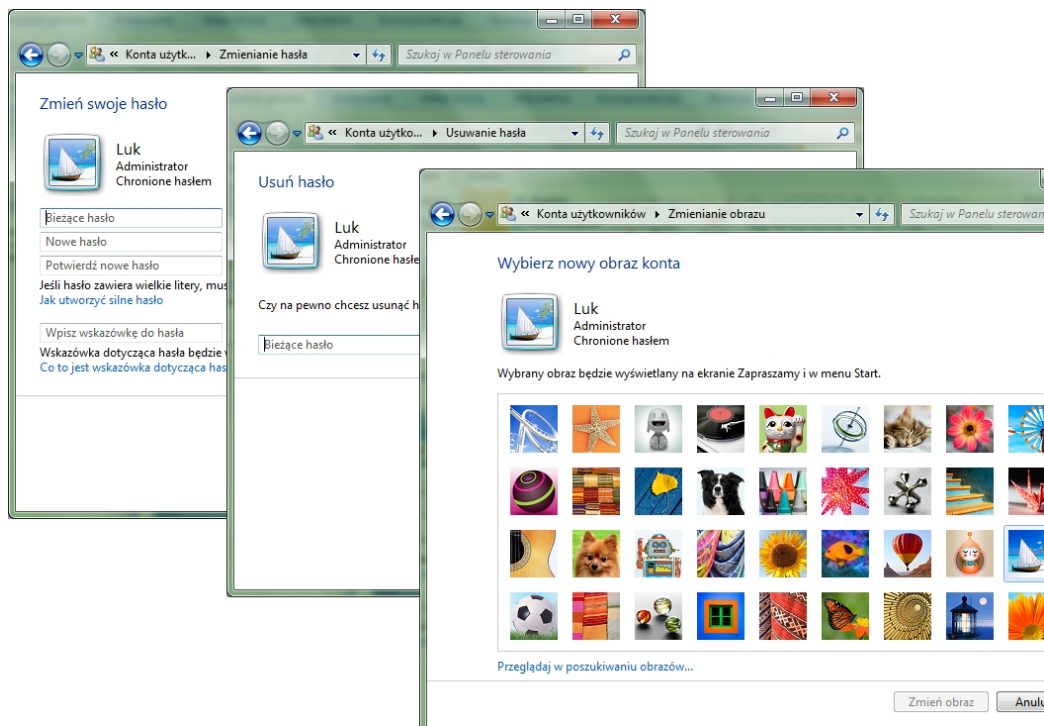 « Konta użytk... ▸ Zmienianie hasła
Szukaj w Panelu sterowania
Zmień swoje hasło
Luk
Administrator
Chronione hasłem
Bieżące hasło
Nowe hasło
Potwierdź nowe hasło
Jeśli hasło zawiera wielkie litery, mus
Jak utworzyć silne hasło
Wpisz wskazówkę do hasła
Wskazówka dotycząca hasła będzie
Co to jest wskazówka dotycząca has
« Konta użytko... ▸ Usuwanie hasła
Szukaj w Panelu sterowania
Usuń hasło
Luk
Administrator
Chronione hasłe
Czy na pewno chcesz usunąć h
Bieżące hasło
« Konta użytkowników ▸ Zmienianie obrazu
Szukaj w Panelu sterowan
Wybierz nowy obraz konta
Luk
Administrator
Chronione hasłem
Wybrany obraz będzie wyświetlany na ekranie Zapraszamy i w menu Start.
Przeglądaj w poszukiwaniu obrazów...
Zmień obraz
Anulu